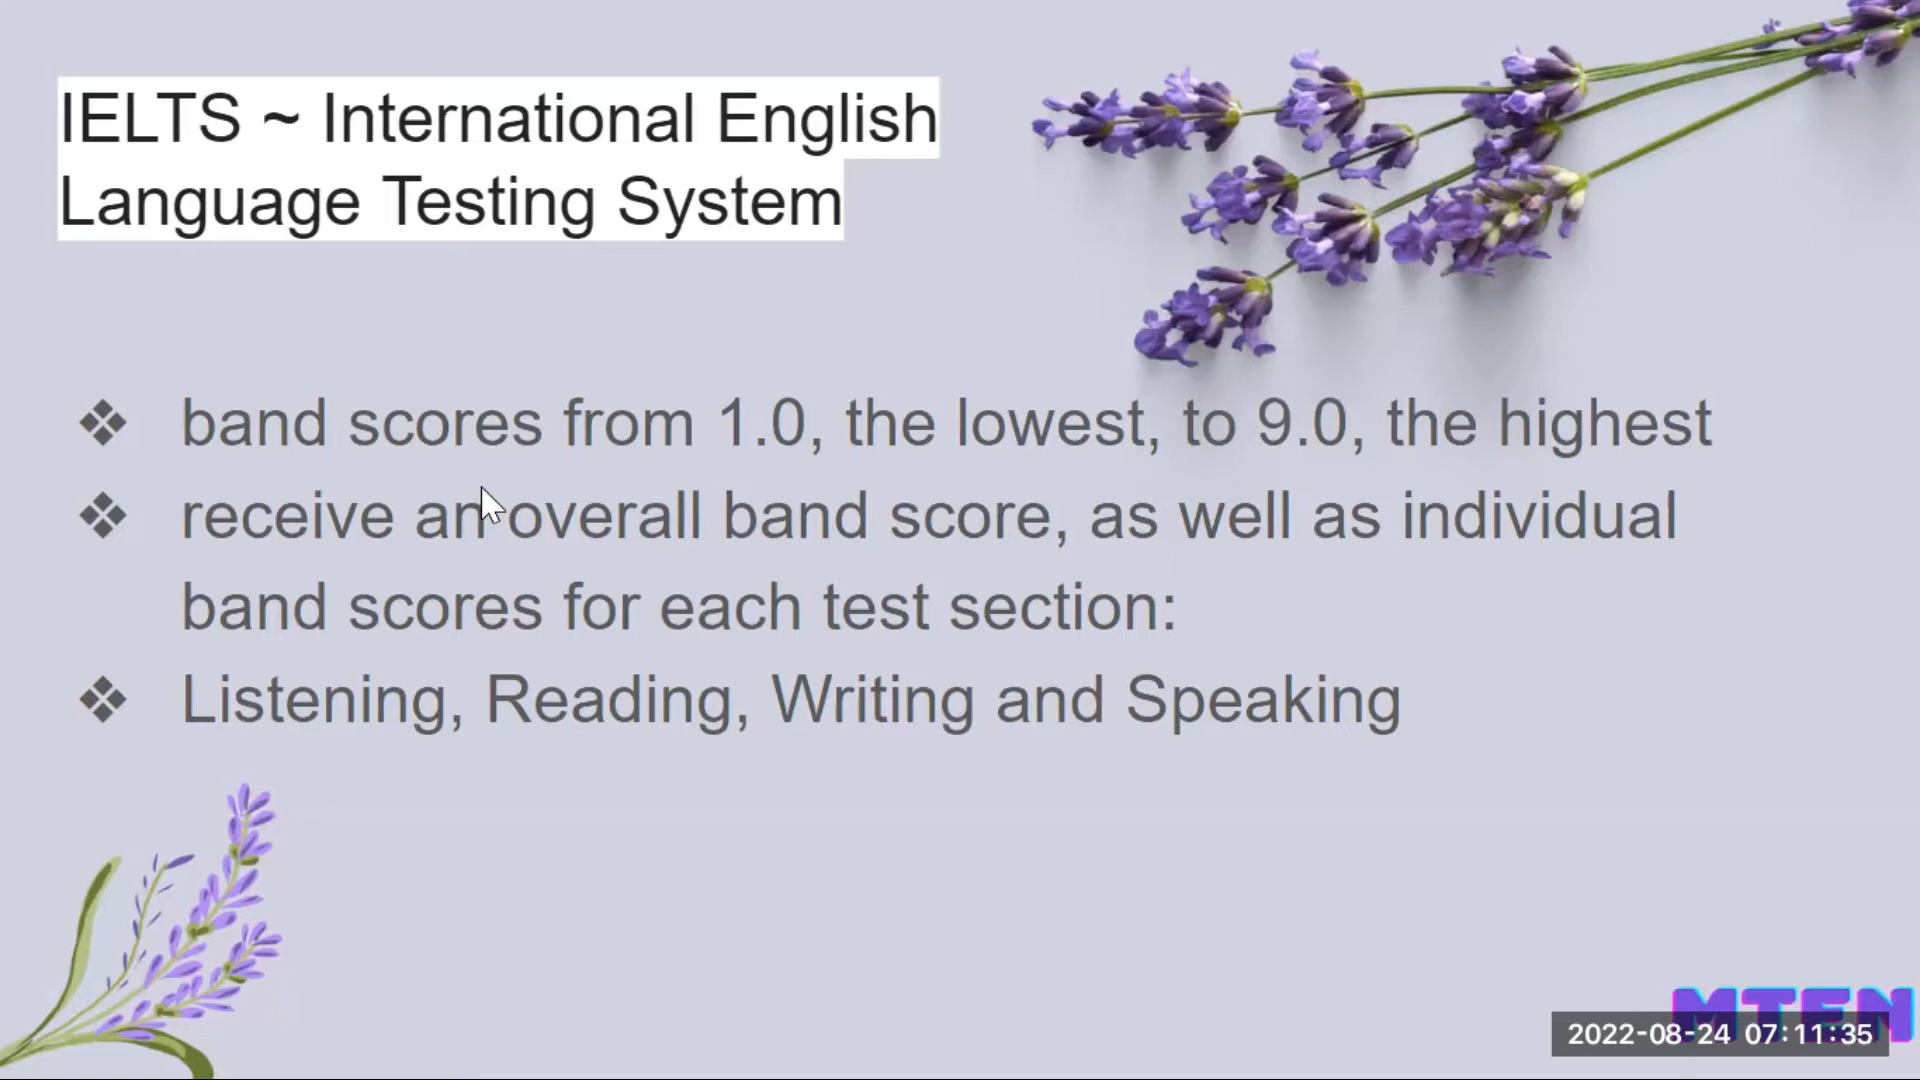 IELTS ~ International English
Language Testing System
❖ band scores from 1.0, the lowest, to 9.0, the highest
❖ receive an overall band score, as well as individual
band scores for each test section:
❖ Listening, Reading, Writing and Speaking
MTEN
2022-08-24 07:11:35